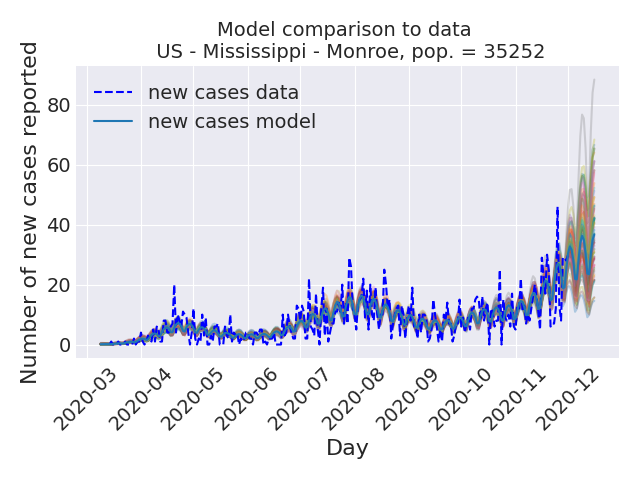 Model comparison to data
US - Mississippi - Monroe, pop. = 35252
Number of new cases reported
80
60
40
20
0
new cases data
new cases model
2020-03
2020-04
2020-05
2020-06
2020-07
2020-08
2020-09
2020-10
2020-11
2020-12
Day